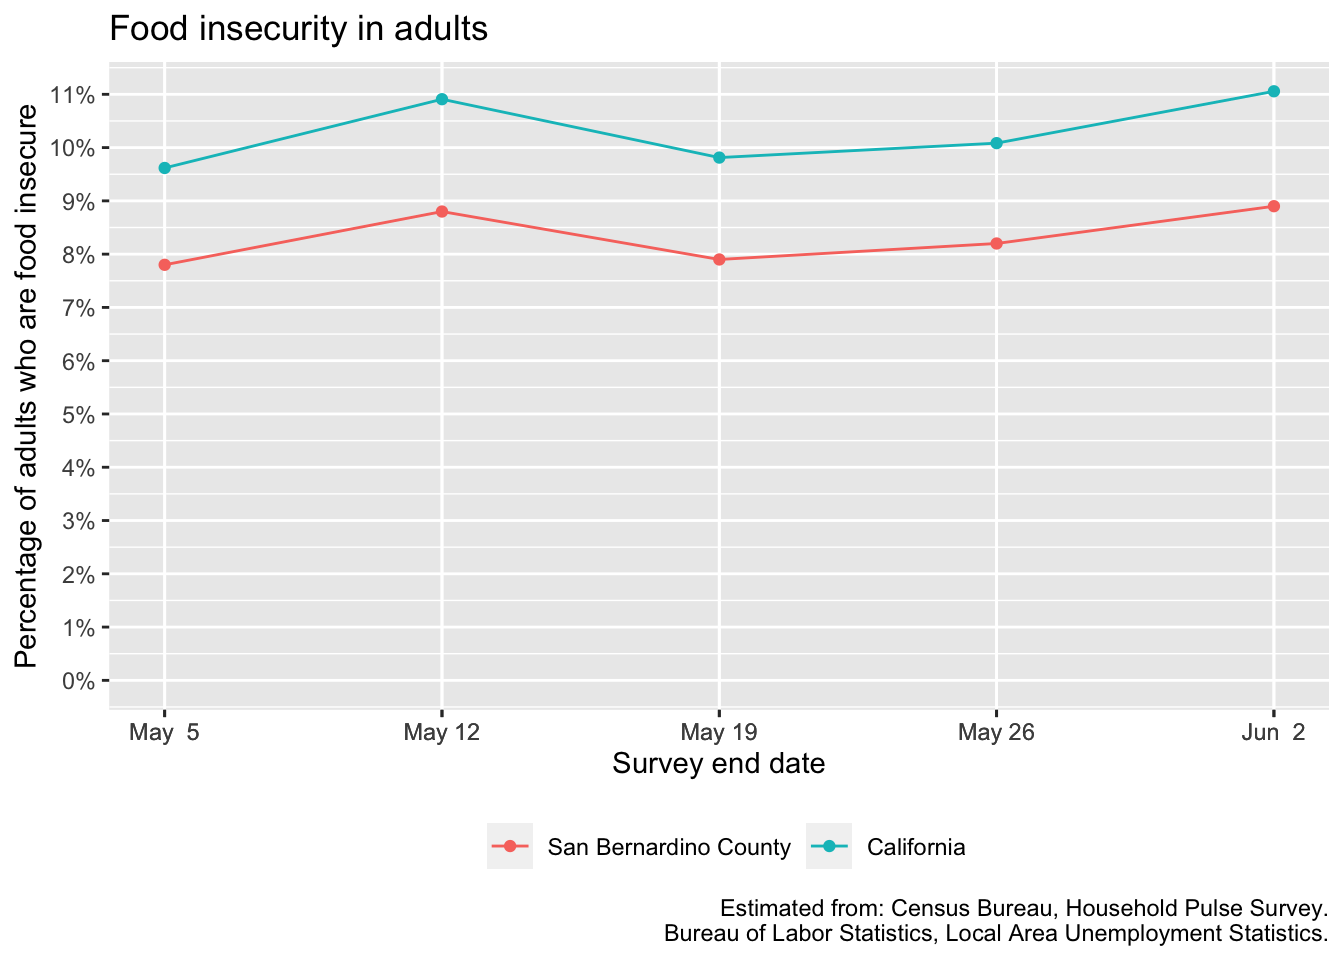 Food insecurity in adults
Percentage of adults who are food insecure
11%
10%
9%
8%
7%
6%
5%
4%
3%
2%
1%
0%
May  5
May 12
May 19
May 26
Jun  2
Survey end date
San Bernardino County
California
Estimated from: Census Bureau, Household Pulse Survey.
Bureau of Labor Statistics, Local Area Unemployment Statistics.